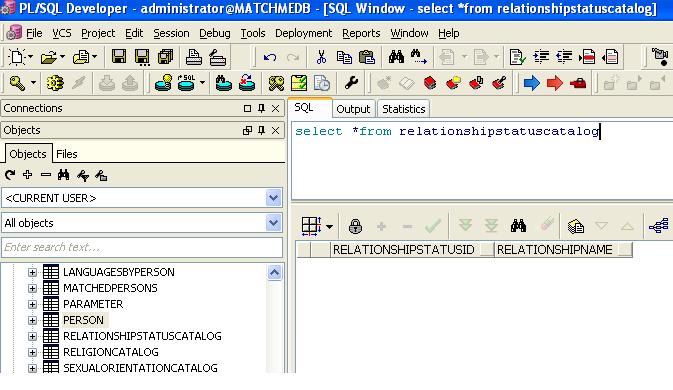 PL/SQL Developer - administrator@MATCHMEDB - [SQL Window - select *from relationshipstatuscatalog]
File VCS Project Edit Session Debug Tools Deployment Reports Window Help
Connections
Objects
Objects Files
<CURRENT USER>
All objects
Enter search text...
LANGUAGESBYPERSON
MATCHEDPERSONS
PARAMETER
PERSON
RELATIONSHIPSTATUSCATALOG
RELIGIONCATALOG
SEXUALORIENTATIONCATALOG
SQL Output Statistics
select *from relationshipstatuscatalog
RELATIONSHIPSTATUSID RELATIONSHIPNAME